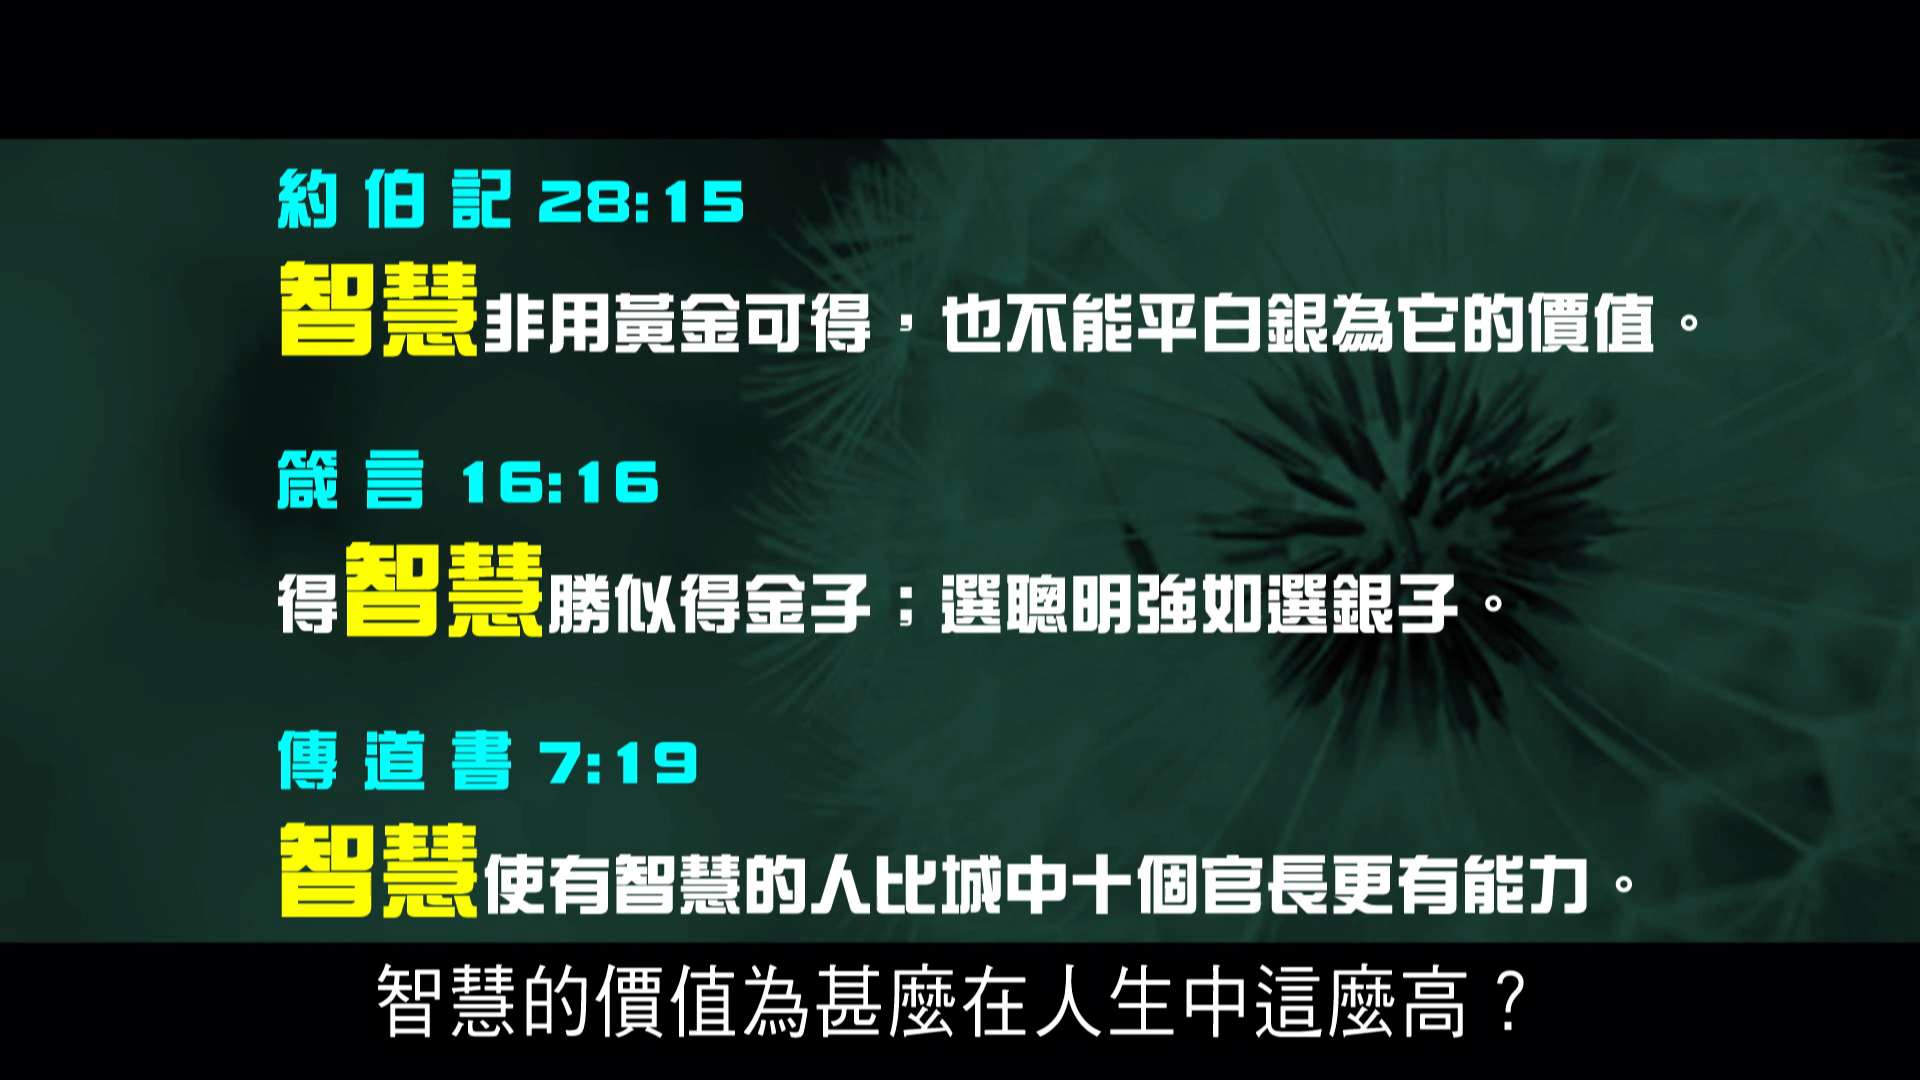 約伯記 28:15
智慧非用黃金可得，也不能平白銀為它的價值。
箴言 16:16
得智慧勝似得金子；選聰明強如選銀子。
傳道書 7:19
智慧使有智慧的人比城中十個官長更有能力。
智慧的價值為甚麼在人生中這麼高？